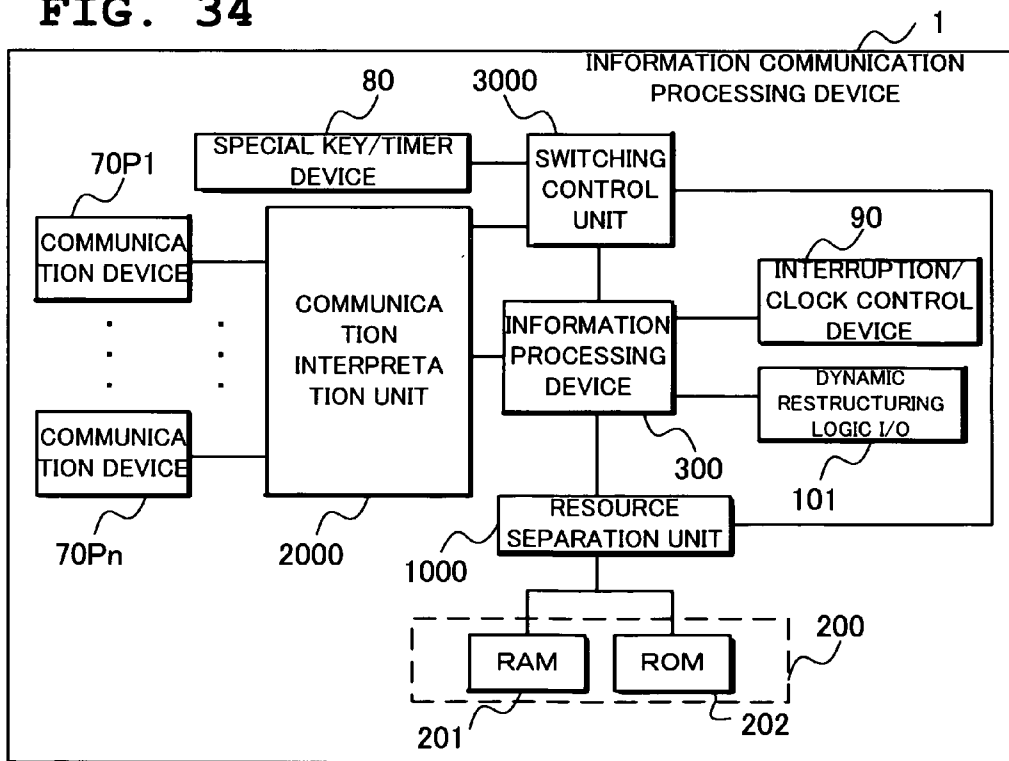 FIG. 34
1
INFORMATION COMMUNICATION
PROCESSING DEVICE
80
3000
SPECIAL KEY/TIMER
DEVICE
SWITCHING
CONTROL
UNIT
70P1
COMMUNICA
TION DEVICE
90
INTERRUPTION/
CLOCK CONTROL
DEVICE
COMMUNICA
TION
INTERPRETA
TION UNIT
INFORMATION
PROCESSING
DEVICE
DYNAMIC
RESTRUCTURING
LOGIC I/O
COMMUNICA
TION DEVICE
300
101
70Pn
2000
1000
RESOURCE
SEPARATION UNIT
200
RAM
ROM
201
202